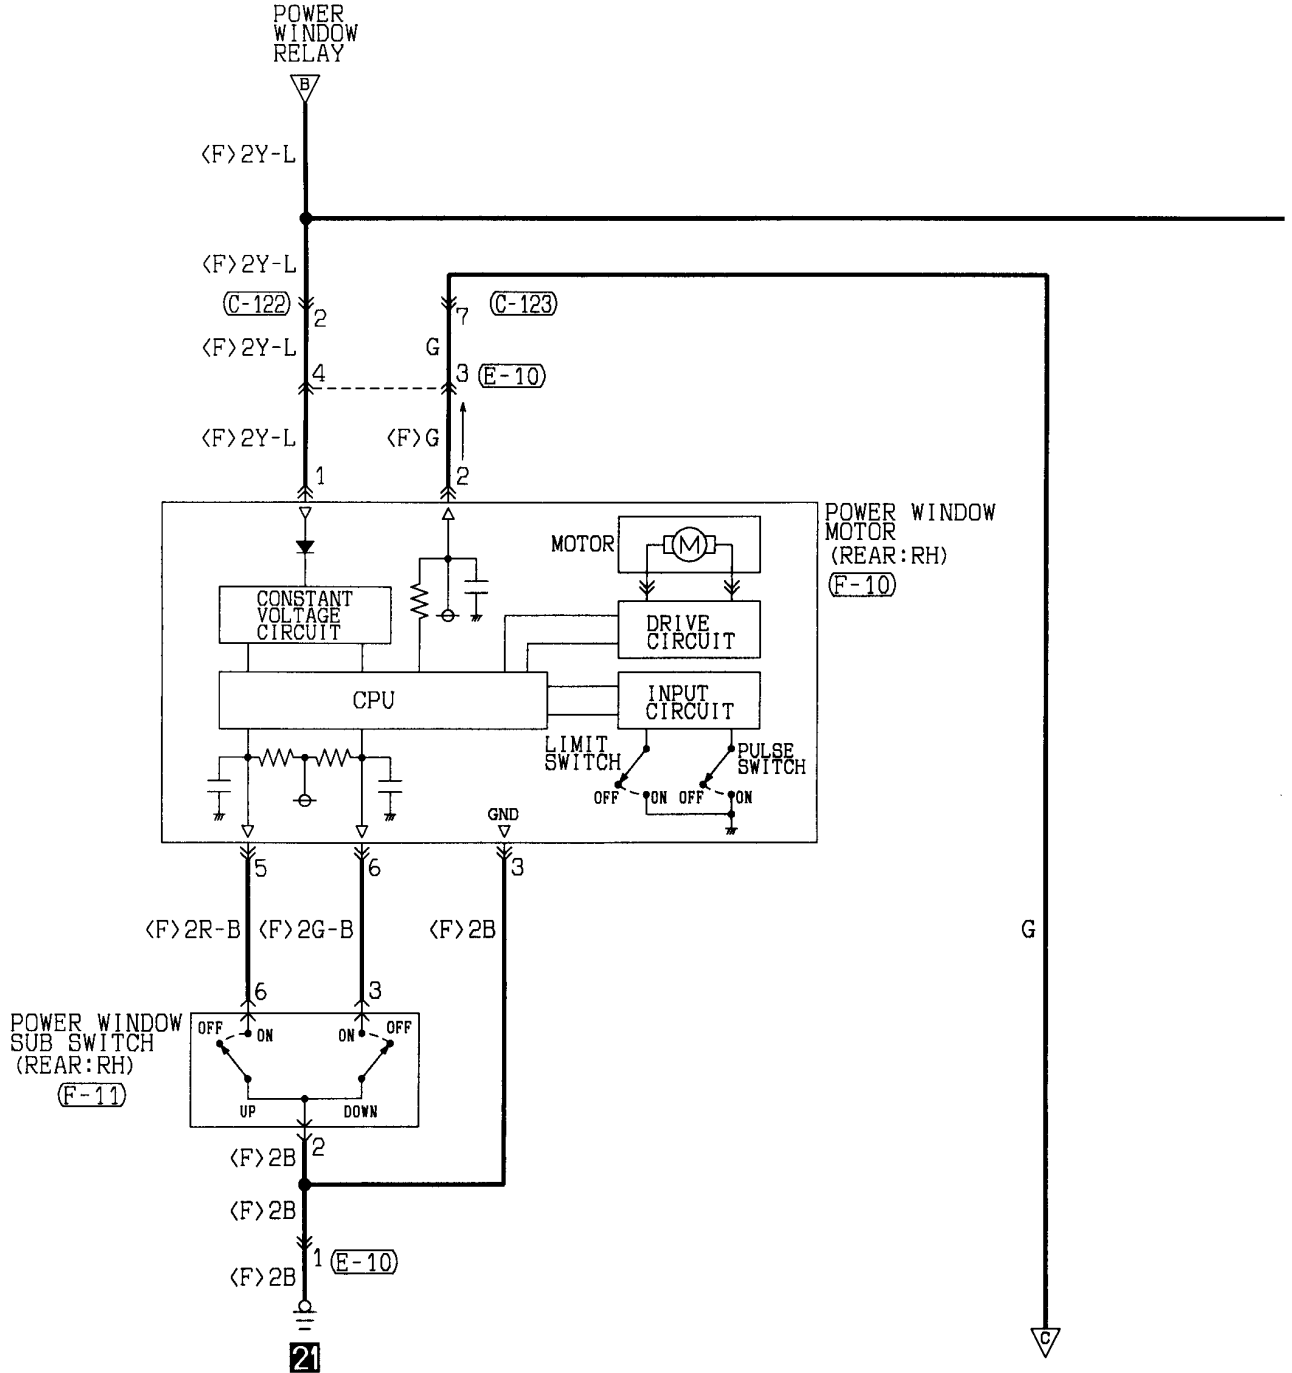 POWER
WINDOW
RELAY
B
<F>2Y-L
<F>2Y-L
C-122
2
7
C-123
<F>2Y-L
G
4
3
E-10
<F>2Y-L
<F>G
1
2
POWER WINDOW
MOTOR
(REAR:RH)
F-10
MOTOR
M
CONSTANT
VOLTAGE
CIRCUIT
DRIVE
CIRCUIT
CPU
INPUT
CIRCUIT
LIMIT
SWITCH
PULSE
SWITCH
OFF
ON
OFF
ON
GND
5
6
3
<F>2R-B
<F>2G-B
<F>2B
G
6
3
POWER WINDOW
SUB SWITCH
(REAR:RH)
F-11
OFF
ON
ON
OFF
UP
DOWN
2
<F>2B
<F>2B
1
E-10
<F>2B
21
C